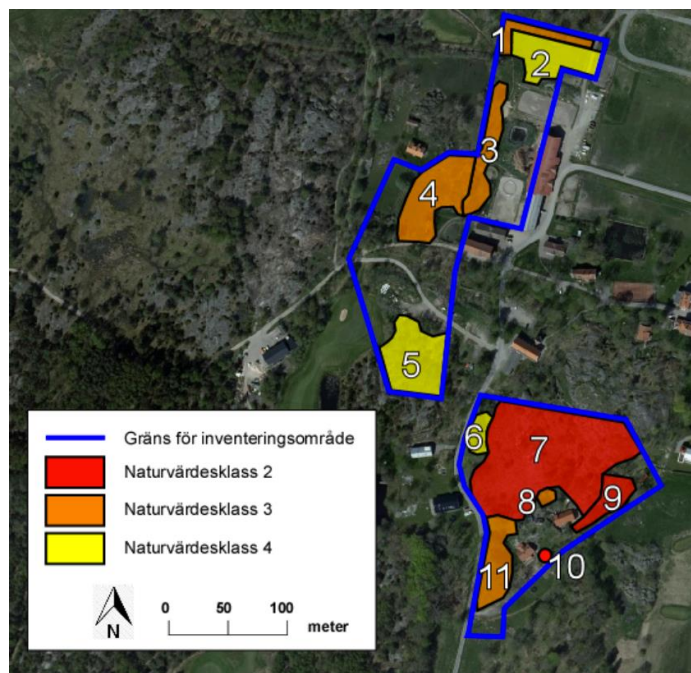 1
2
3
4
5
6
7
8
9
10
11
Gräns för inventeringsområde
Naturvärdesklass 2
Naturvärdesklass 3
Naturvärdesklass 4
N
0 50 100
meter